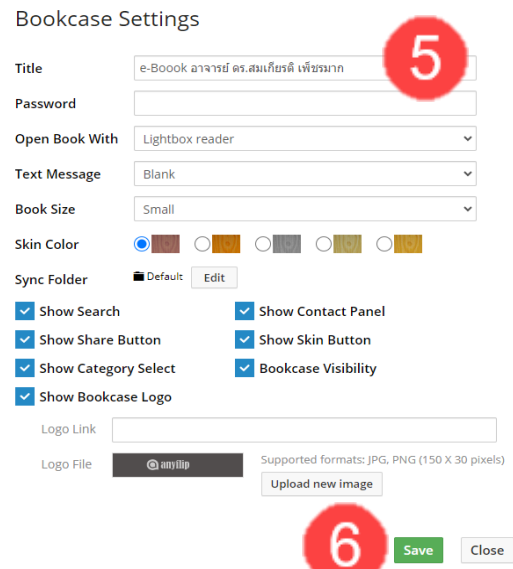 Bookcase Settings
5
Title e-Boook อาจารย์ ดร.สมเกียรติ เพ็ชรมาก
Password
Open Book With Lightbox reader
Text Message Blank
Book Size Small
Skin Color
Sync Folder Default Edit
Show Search Show Contact Panel
Show Share Button Show Skin Button
Show Category Select Bookcase Visibility
Show Bookcase Logo
Logo Link
Logo File anyflip Supported formats: JPG, PNG (150 X 30 pixels)
Upload new image
6 Save Close